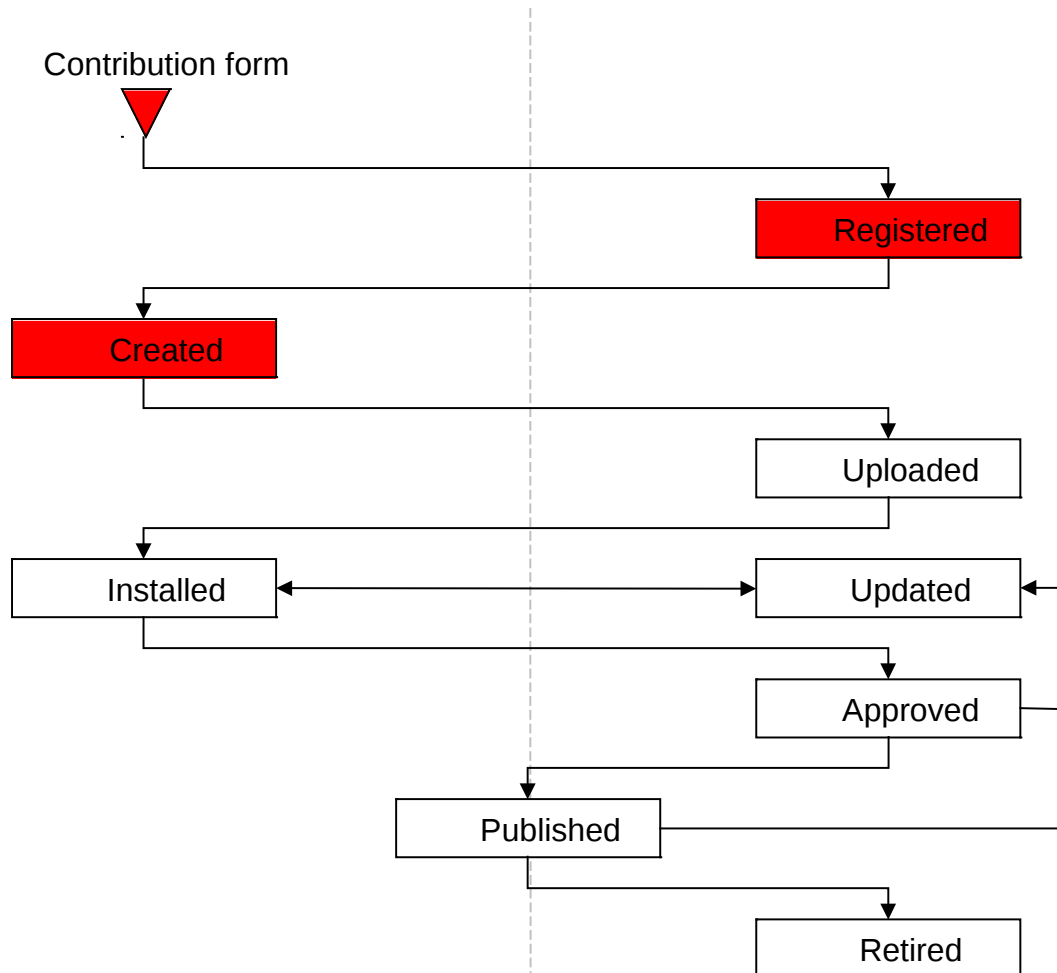 Contribution form
Registered
Created
Uploaded
Installed
Updated
Approved
Published
Retired